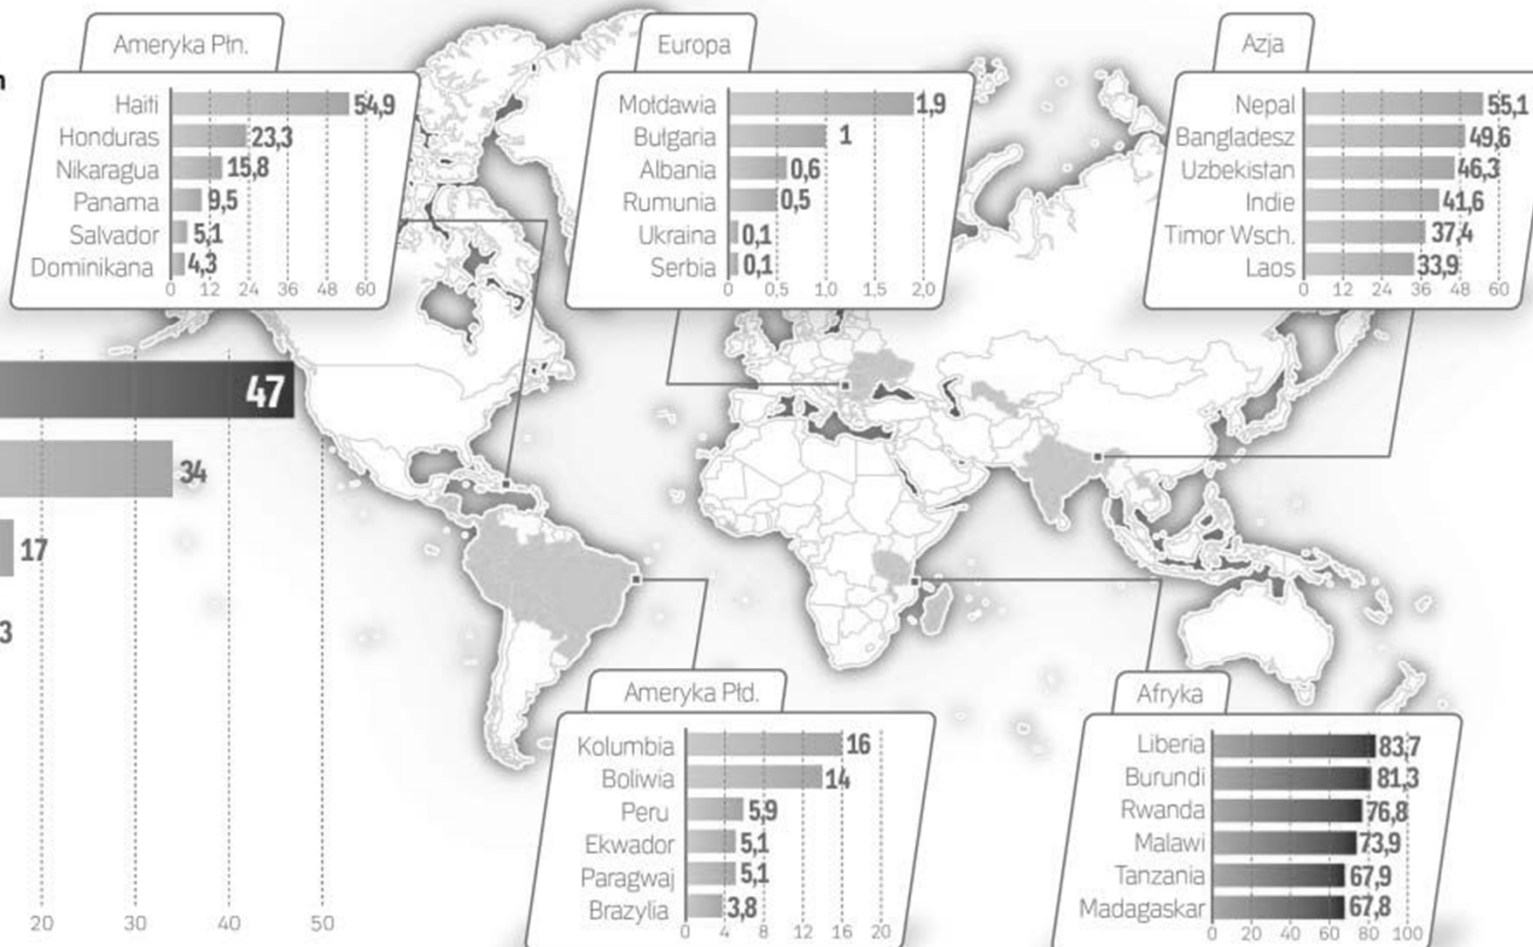 Ameryka Płn.
Haiti 54,9
Honduras 23,3
Nikaragua 15,8
Panama 9,5
Salvador 5,1
Dominikana 4,3
0 12 24 36 48 60
Europa
Mołdawia 1,9
Bułgaria 1
Albania 0,6
Rumunia 0,5
Ukraina 0,1
Serbia 0,1
0 0,5 1,0 1,5 2,0
Azja
Nepal 55,1
Bangladesz 49,6
Uzbekistan 46,3
Indie 41,6
Timor Wsch. 37,4
Laos 33,9
0 12 24 36 48 60
47
34
17
3
20 30 40 50
Ameryka Płd.
Kolumbia 16
Boliwia 14
Peru 5,9
Ekwador 5,1
Paragwaj 5,1
Brazylia 3,8
0 4 8 12 16 20
Afryka
Liberia 83,7
Burundi 81,3
Rwanda 76,8
Malawi 73,9
Tanzania 67,9
Madagaskar 67,8
0 20 40 60 80 100